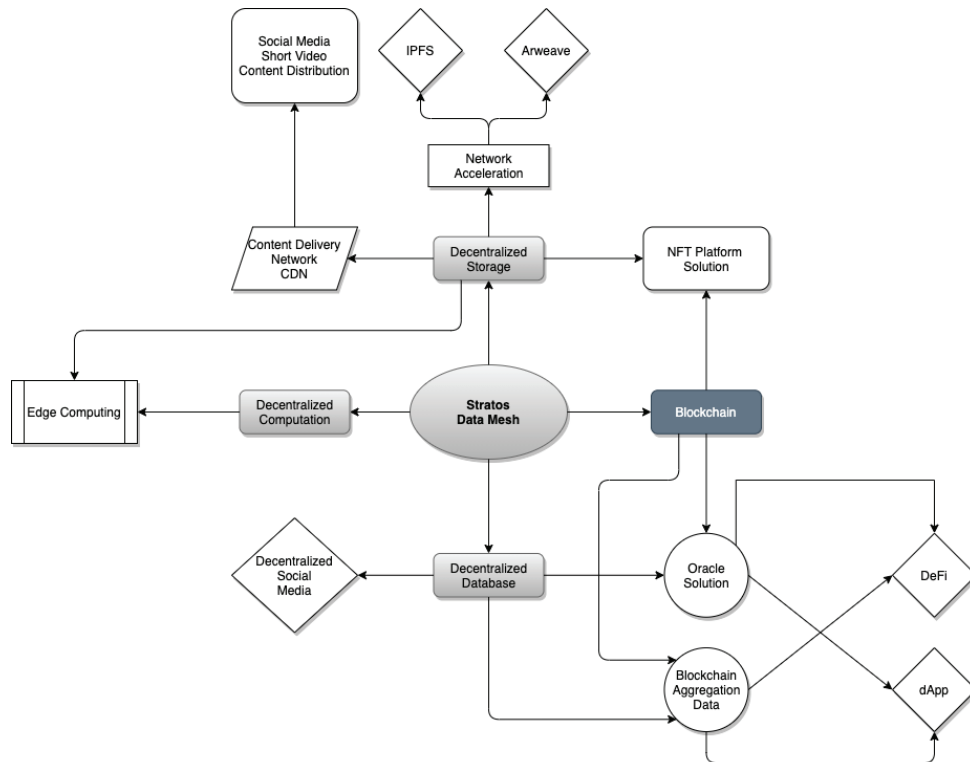 Social Media
Short Video
Content Distribution
IPFS
Arweave
Network
Acceleration
Content Delivery
Network
CDN
Decentralized
Storage
NFT Platform
Solution
Edge Computing
Decentralized
Computation
Stratos
Data Mesh
Blockchain
Decentralized
Social
Media
Decentralized
Database
Oracle
Solution
DeFi
Blockchain
Aggregation
Data
dApp